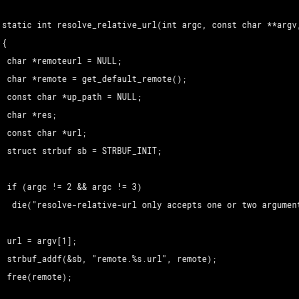 static int resolve_relative_url(int argc, const char **argv,
{
char *remoteurl = NULL;
char *remote = get_default_remote();
const char *up_path = NULL;
char *res;
const char *url;
struct strbuf sb = STRBUF_INIT;
if (argc != 2 && argc != 3)
die("resolve-relative-url only accepts one or two argument
url = argv[1];
strbuf_addf(&sb, "remote.%s.url", remote);
free(remote);